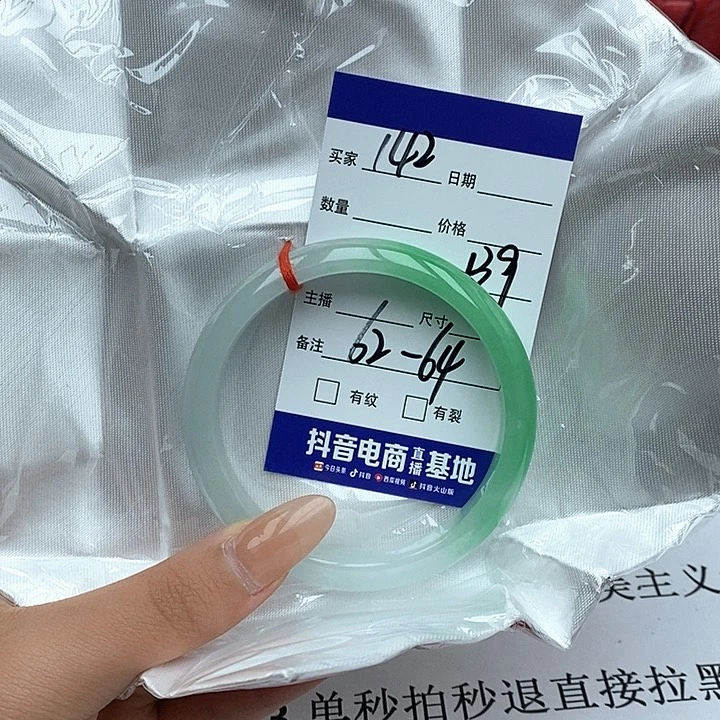 买家 142 日期
数量 价格
139
主播 尺寸
备注 62-64
有纹 有裂
抖音电商直播基地
今日头条 抖音 西瓜视频 抖音火山版
美主义
单秒拍秒退直接拉黑